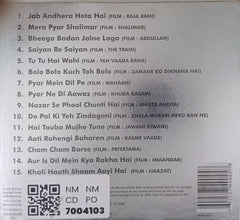 1. Jab Andhera Hota Hai (FILM : RAJA RANI)
2. Mera Pyar Shalimar (FILM : SHALIMAR)
3. Bheega Badan Jalne Laga (FILM : ABDULLAH)
4. Saiyan Re Saiyan (FILM : THE TRAIN)
5. Tu Tu Hai Wahi (FILM : YEH VAADA RAHA)
6. Bolo Bolo Kuch Toh Bolo (FILM : ZAMANE KO DIKHANA HAI)
7. Pyar Mein Dil Pe (FILM : MAHAAN)
8. Pyar Ne Di Aawaz (FILM : KHUDA KASAM)
9. Nazar Se Phool Chunti Hai (FILM : AHISTA AHISTA)
10. Do Pal Ki Yeh Zindagani (FILM : CHALA MURARI HERO BAN NE)
11. Hai Tauba Mujhe Tune (FILM : JAWANI DIWANI)
12. Aati Rahengi Baharen (FILM : KASME VAADE)
13. Cham Cham Barse (FILM : PRIYATAMA)
14. Aur Is Dil Mein Kya Rakha Hai (FILM : IMAANDAR)
15. Khali Haath Shaam Aayi Hai (FILM : IJAAZAT)
NM NM
CD PO
7004103